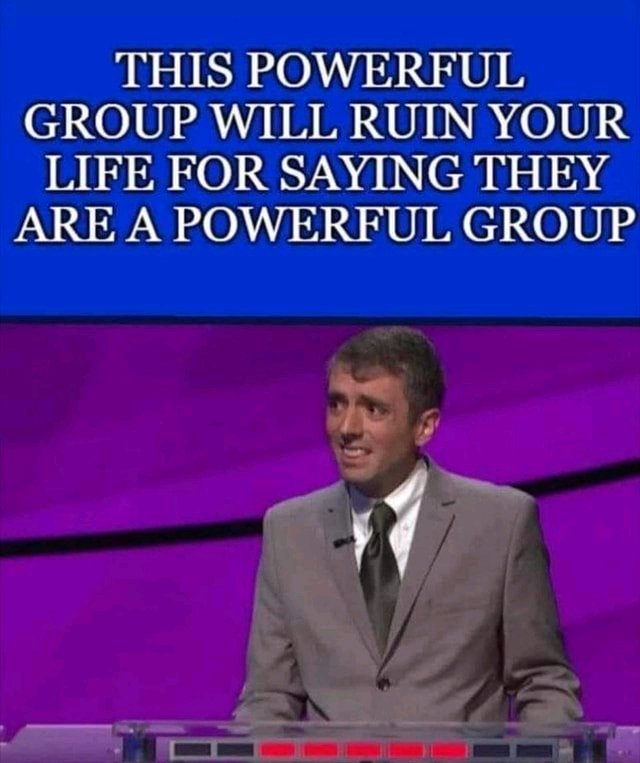 THIS POWERFUL
GROUP WILL RUIN YOUR
LIFE FOR SAYING THEY
ARE A POWERFUL GROUP